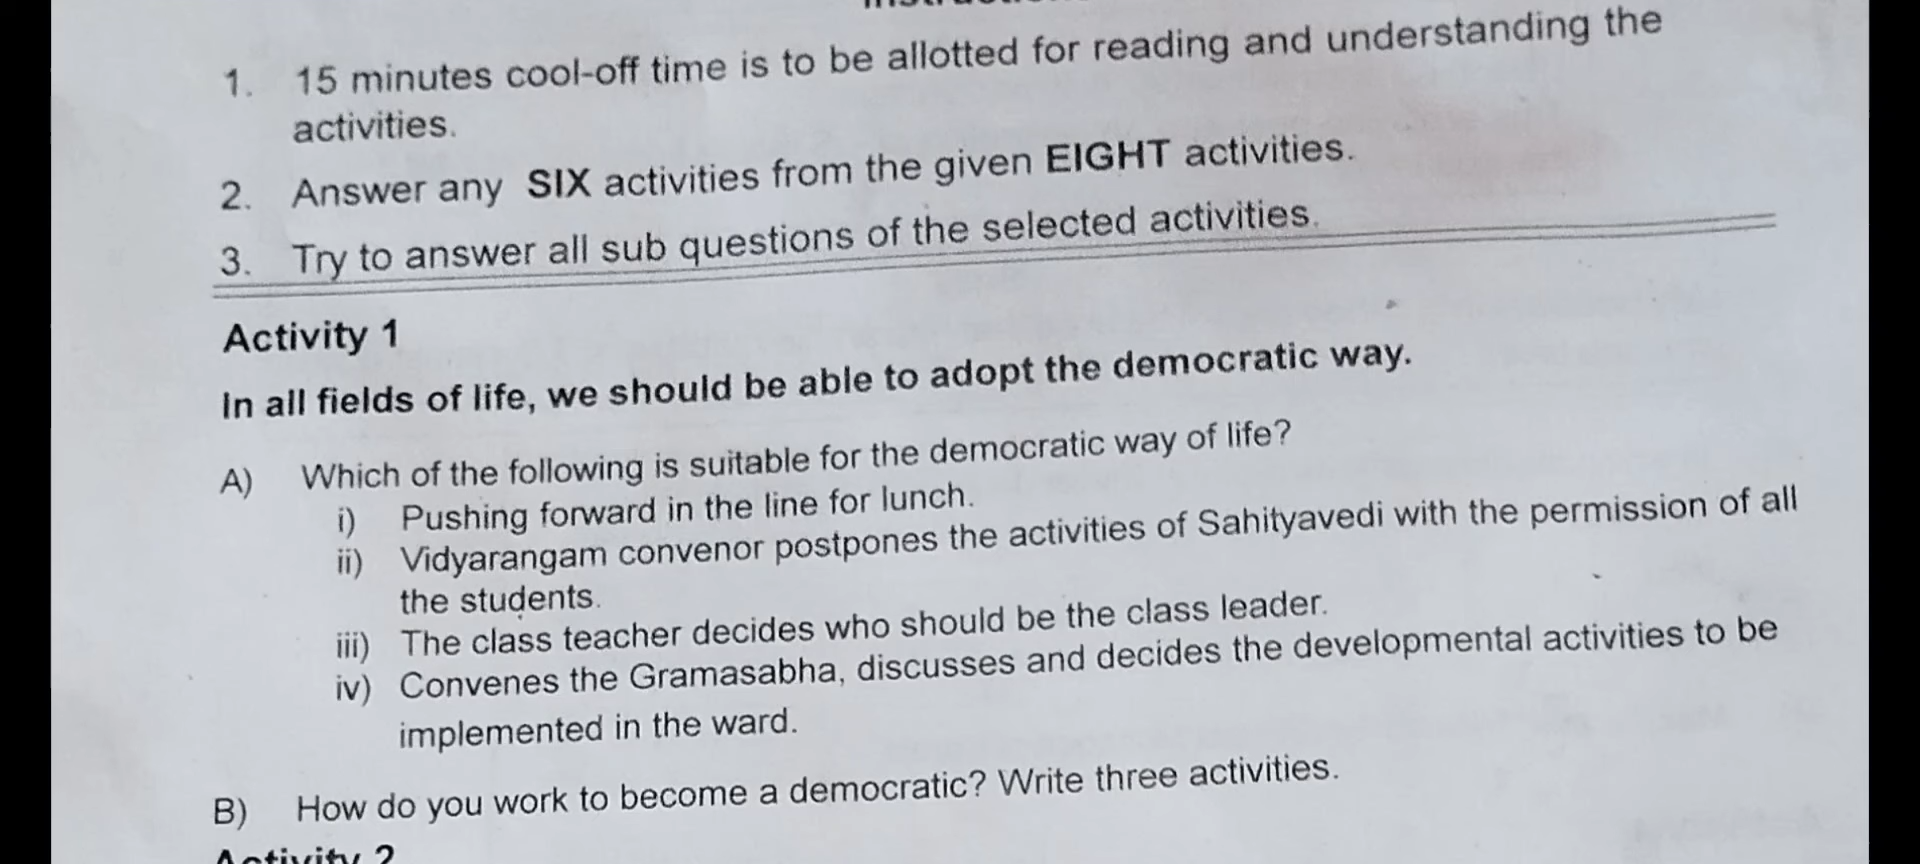 1. 15 minutes cool-off time is to be allotted for reading and understanding the
activities.
2. Answer any SIX activities from the given EIGHT activities.
3. Try to answer all sub questions of the selected activities.
Activity 1
In all fields of life, we should be able to adopt the democratic way.
A) Which of the following is suitable for the democratic way of life?
i) Pushing forward in the line for lunch.
ii) Vidyarangam convenor postpones the activities of Sahityavedi with the permission of all
the students.
iii) The class teacher decides who should be the class leader.
iv) Convenes the Gramasabha, discusses and decides the developmental activities to be
implemented in the ward.
B) How do you work to become a democratic? Write three activities.
Activity 2